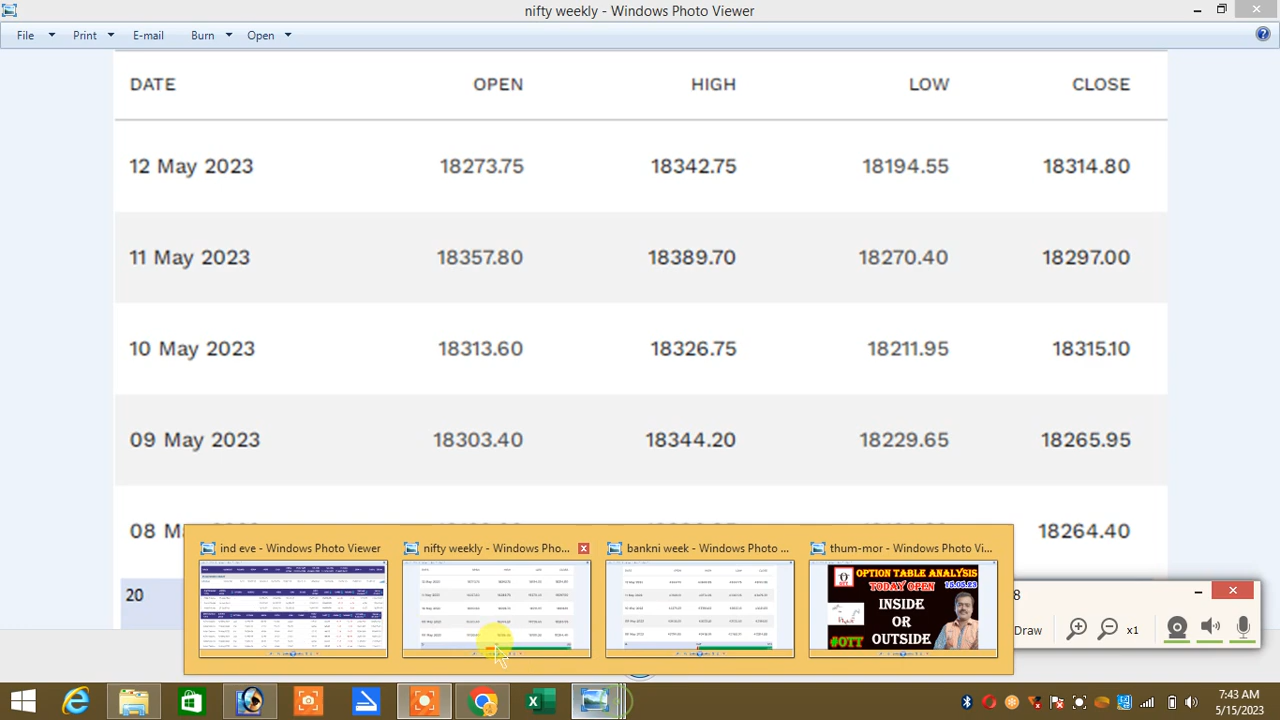 nifty weekly - Windows Photo Viewer
File Print E-mail Burn Open
DATE OPEN HIGH LOW CLOSE
12 May 2023 18273.75 18342.75 18194.55 18314.80
11 May 2023 18357.80 18389.70 18270.40 18297.00
10 May 2023 18313.60 18326.75 18211.95 18315.10
09 May 2023 18303.40 18344.20 18229.65 18265.95
08 18264.40
ind eve - Windows Photo Viewer
nifty weekly - Windows Pho...
bankni week - Windows Photo ...
thum-mor - Windows Photo Vi...
OPTION TABLE ANALYSIS
TODAY OPEN
INSIDE
OR
OUTSIDE
#OTT
20
8
Draw x1
7:43 AM
5/15/2023